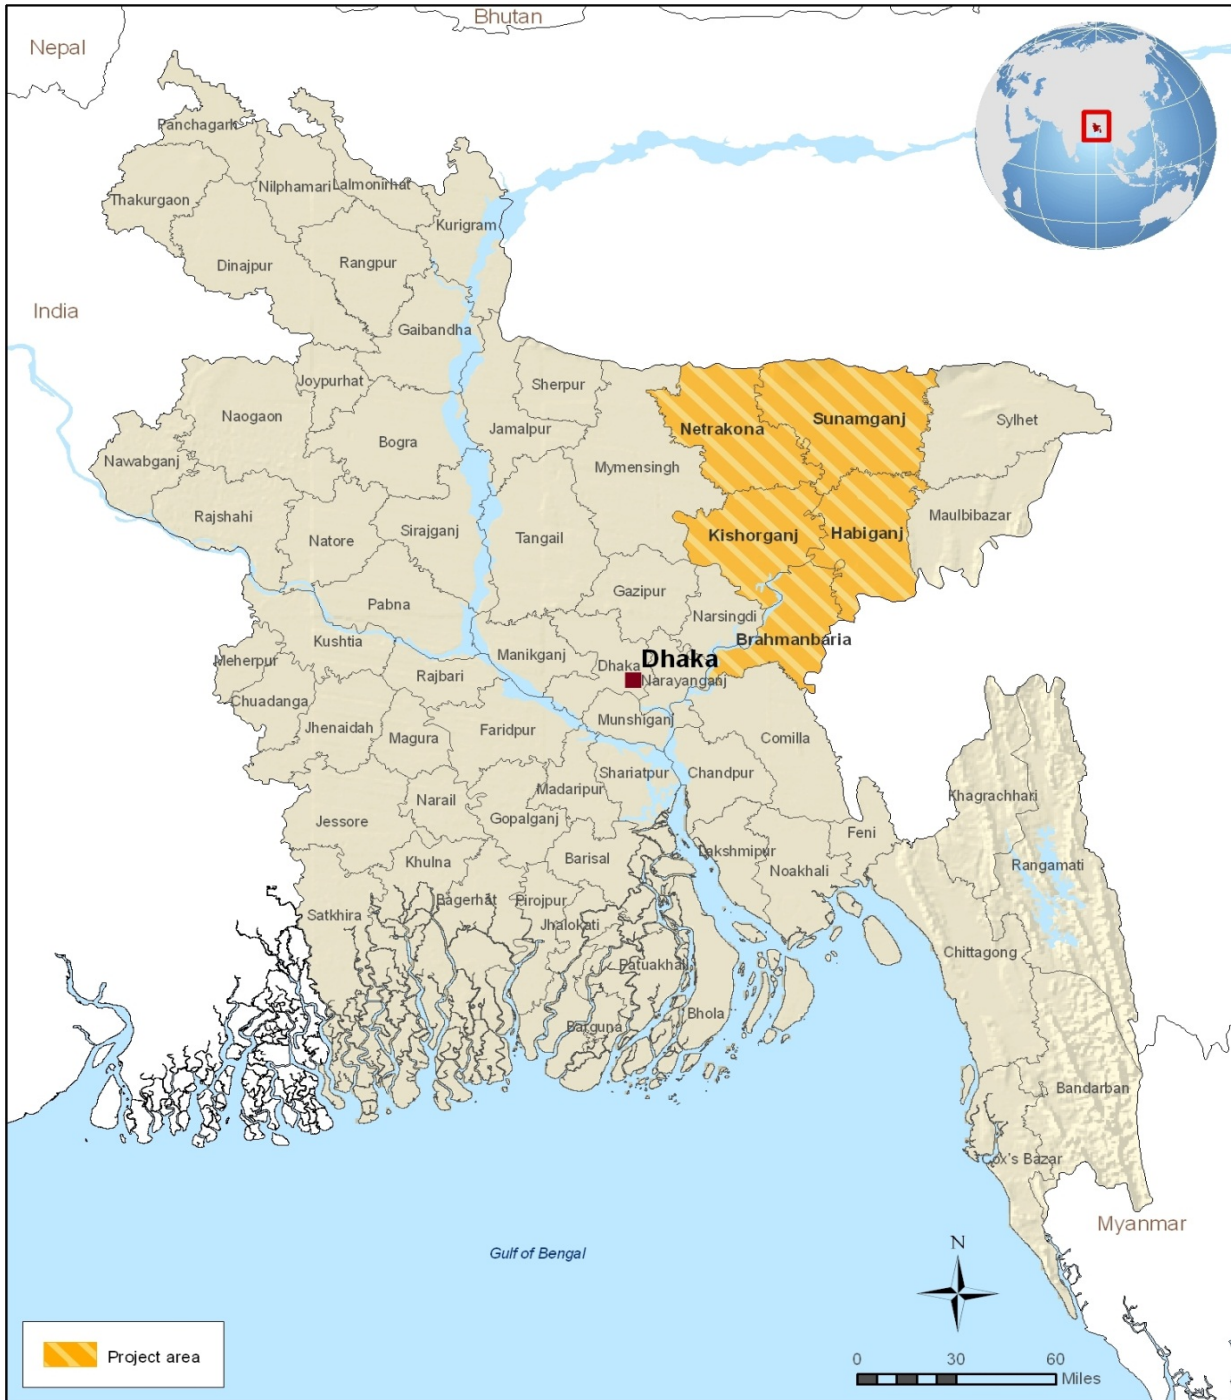 Bhutan
Nepal
Panchagarh
Nilphamari
Lalmonirhat
Thakurgaon
Kurigram
Dinajpur
Rangpur
India
Gaibandha
Joypurhat
Sherpur
Naogaon
Netrakona
Sunamganj
Sylhet
Jamalpur
Bogra
Nawabganj
Mymensingh
Rajshahi
Natore
Sirajganj
Tangail
Kishorganj
Habiganj
Maulbibazar
Gazipur
Pabna
Narsingdi
Kushtia
Brahmanbaria
Meherpur
Manikganj
Dhaka
Dhaka
Rajbari
Narayanganj
Chuadanga
Jhenaidah
Magura
Faridpur
Munshiganj
Comilla
Shariatpur
Chandpur
Madaripur
Khagrachhari
Narail
Jessore
Gopalganj
Feni
Lakshmipur
Barisal
Khulna
Noakhali
Rangamati
Bagerhat
Pirojpur
Satkhira
Jhalokati
Chittagong
Patuakhali
Bhola
Barguna
Bandarban
Cox's Bazar
Myanmar
Gulf of Bengal
N
Project area
0 30 60
Miles